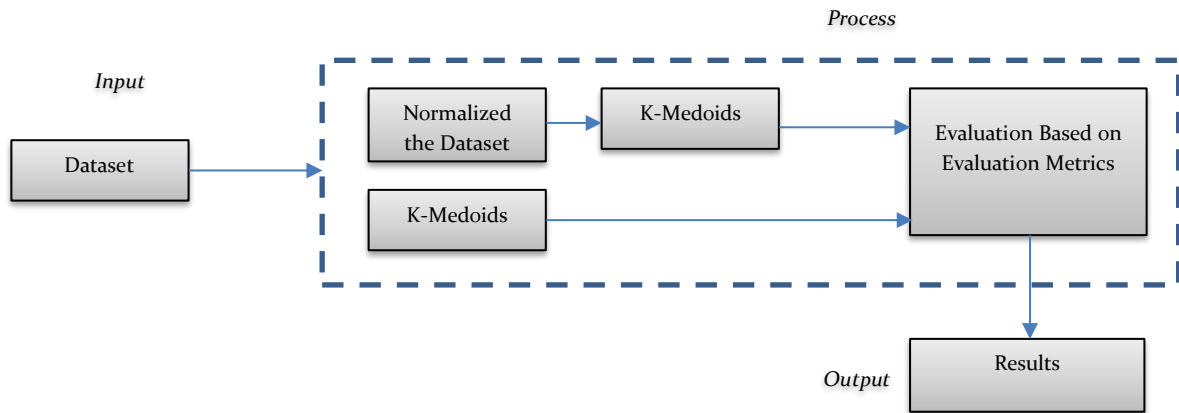 Process
Input
Normalized
the Dataset
K-Medoids
Evaluation Based on
Evaluation Metrics
Dataset
K-Medoids
Results
Output